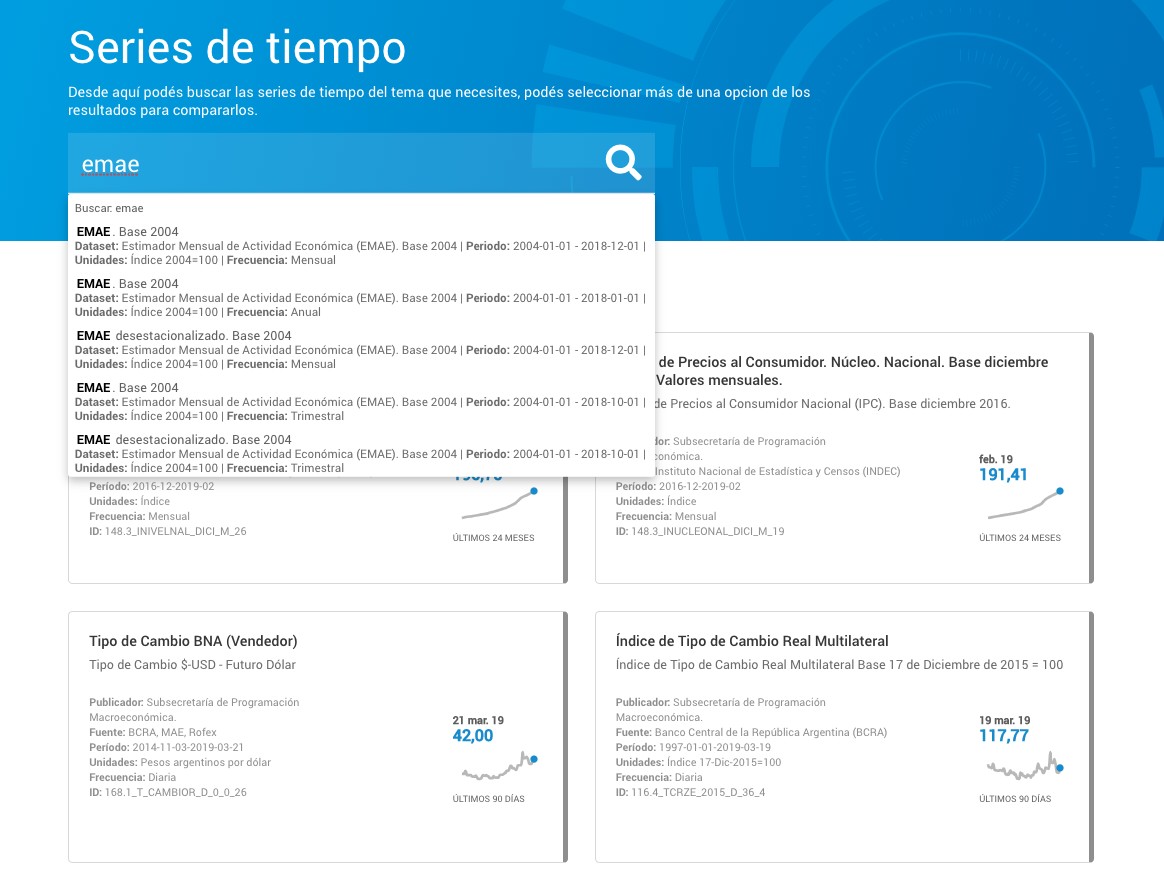 Series de tiempo
Desde aquí podés buscar las series de tiempo del tema que necesites, podés seleccionar más de una opcion de los
resultados para compararlos.
emae
Buscar: emae
EMAE . Base 2004
Dataset: Estimador Mensual de Actividad Económica (EMAE). Base 2004 | Periodo: 2004-01-01 - 2018-12-01 |
Unidades: Índice 2004=100 | Frecuencia: Mensual
EMAE . Base 2004
Dataset: Estimador Mensual de Actividad Económica (EMAE). Base 2004 | Periodo: 2004-01-01 - 2018-01-01 |
Unidades: Índice 2004=100 | Frecuencia: Anual
EMAE desestacionalizado. Base 2004
Dataset: Estimador Mensual de Actividad Económica (EMAE). Base 2004 | Periodo: 2004-01-01 - 2018-12-01 |
Unidades: Índice 2004=100 | Frecuencia: Mensual
EMAE . Base 2004
Dataset: Estimador Mensual de Actividad Económica (EMAE). Base 2004 | Periodo: 2004-01-01 - 2018-10-01 |
Unidades: Índice 2004=100 | Frecuencia: Trimestral
EMAE desestacionalizado. Base 2004
Dataset: Estimador Mensual de Actividad Económica (EMAE). Base 2004 | Periodo: 2004-01-01 - 2018-10-01 |
Unidades: Índice 2004=100 | Frecuencia: Trimestral
Período: 2016-12-2019-02
Unidades: Índice
Frecuencia: Mensual
ID: 148.3_INIVELNAL_DICI_M_26
ÚLTIMOS 24 MESES
de Precios al Consumidor. Núcleo. Nacional. Base diciembre
Valores mensuales.
de Precios al Consumidor Nacional (IPC). Base diciembre 2016.
Subsecretaría de Programación
Instituto Nacional de Estadística y Censos (INDEC)
Período: 2016-12-2019-02
Unidades: Índice
Frecuencia: Mensual
ID: 148.3_INUCLEONAL_DICI_M_19
feb. 19
191,41
ÚLTIMOS 24 MESES
Tipo de Cambio BNA (Vendedor)
Tipo de Cambio $-USD - Futuro Dólar
Publicador: Subsecretaría de Programación
Macroeconómica.
Fuente: BCRA, MAE, Rofex
Período: 2014-11-03-2019-03-21
Unidades: Pesos argentinos por dólar
Frecuencia: Diaria
ID: 168.1_T_CAMBIOR_D_0_0_26
21 mar. 19
42,00
ÚLTIMOS 90 DÍAS
Índice de Tipo de Cambio Real Multilateral
Índice de Tipo de Cambio Real Multilateral Base 17 de Diciembre de 2015 = 100
Publicador: Subsecretaría de Programación
Macroeconómica.
Fuente: Banco Central de la República Argentina (BCRA)
Período: 1997-01-01-2019-03-19
Unidades: Índice 17-Dic-2015=100
Frecuencia: Diaria
ID: 116.4_TCRZE_2015_D_36_4
19 mar. 19
117,77
ÚLTIMOS 90 DÍAS